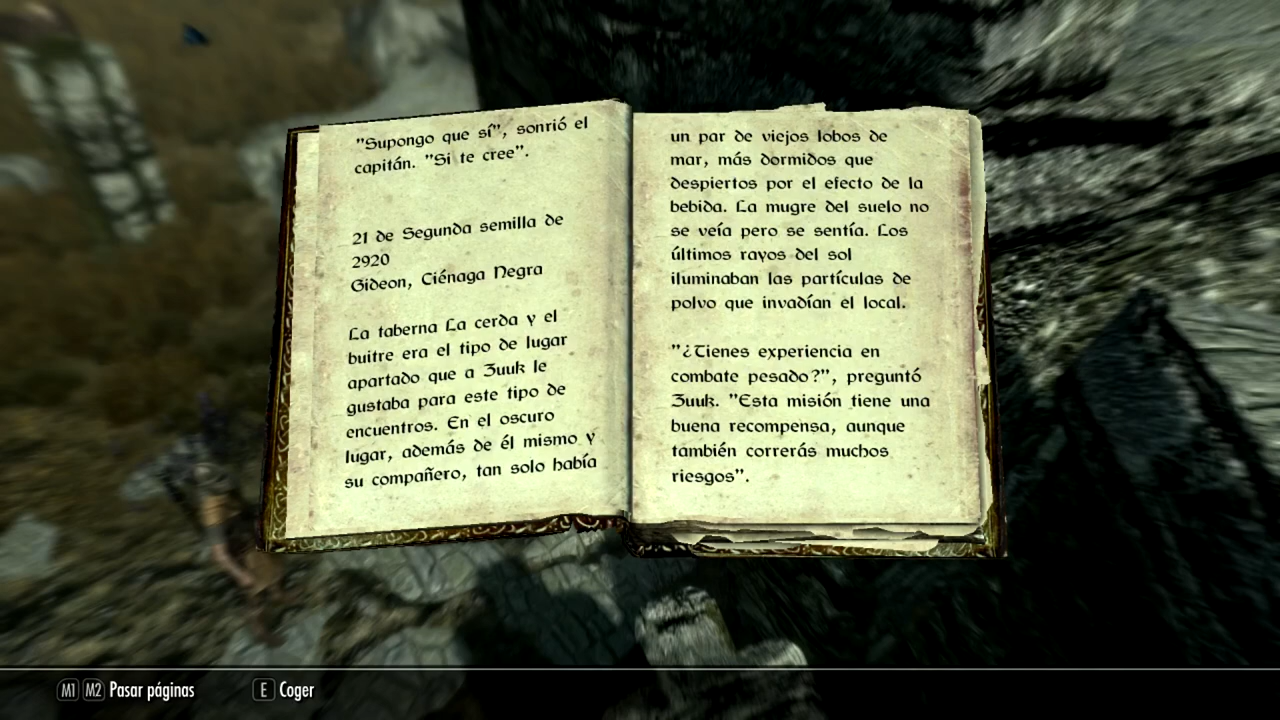 "Supongo que sí", sonrió el
capitán. "Si te cree".
21 de Segunda semilla de
2920
Gideon, Ciénaga Negra
La taberna La cerda y el
buitre era el tipo de lugar
apartado que a Zuuk le
gustaba para este tipo de
encuentros. En el oscuro
lugar, además de él mismo y
su compañero, tan solo había
un par de viejos lobos de
mar, más dormidos que
despiertos por el efecto de la
bebida. La mugre del suelo no
se veía pero se sentía. Los
últimos rayos del sol
iluminaban las partículas de
polvo que invadían el local.
"¿Tienes experiencia en
combate pesado?", preguntó
Zuuk. "Esta misión tiene una
buena recompensa, aunque
también correrás muchos
riesgos".
M1 M2 Pasar páginas E Coger